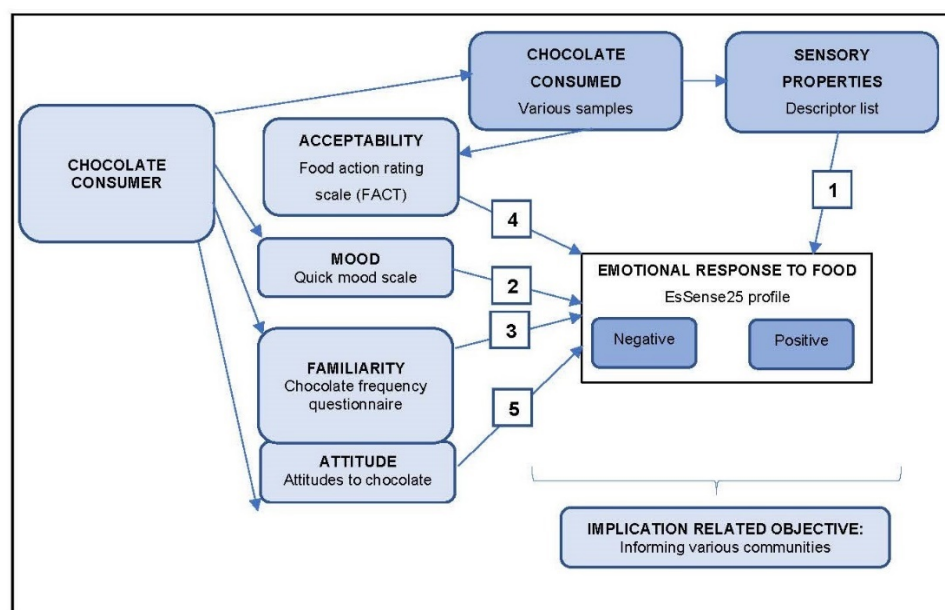 CHOCOLATE
CONSUMED
Various samples
SENSORY
PROPERTIES
Descriptor list
CHOCOLATE
CONSUMER
ACCEPTABILITY
Food action rating
scale (FACT)
1
4
MOOD
Quick mood scale
2
EMOTIONAL RESPONSE TO FOOD
EsSense25 profile
Negative
Positive
3
FAMILIARITY
Chocolate frequency
questionnaire
5
ATTITUDE
Attitudes to chocolate
IMPLICATION RELATED OBJECTIVE:
Informing various communities